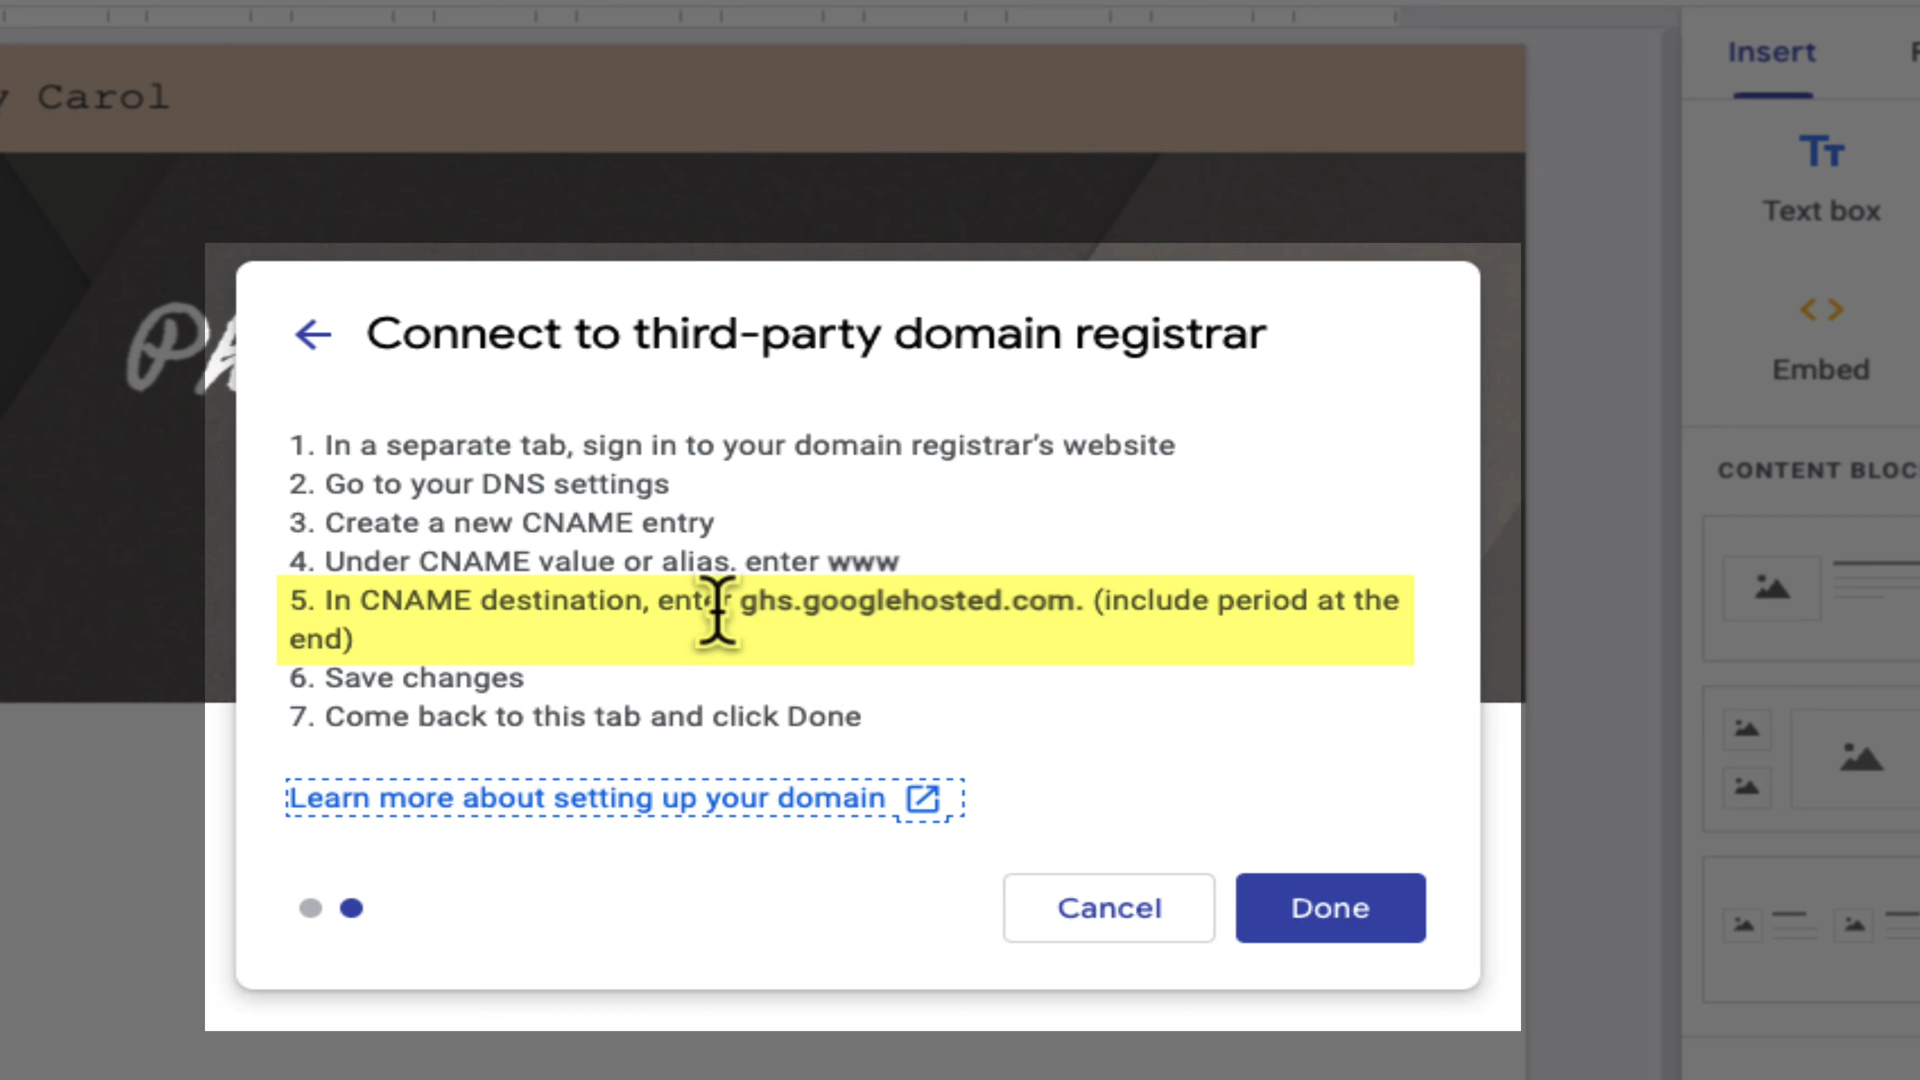 Carol
Insert
Text box
Embed
CONTENT BLOC
Connect to third-party domain registrar
1. In a separate tab, sign in to your domain registrar's website
2. Go to your DNS settings
3. Create a new CNAME entry
4. Under CNAME value or alias, enter www
5. In CNAME destination, enter ghs.googlehosted.com. (include period at the
end)
6. Save changes
7. Come back to this tab and click Done
Learn more about setting up your domain
Cancel
Done